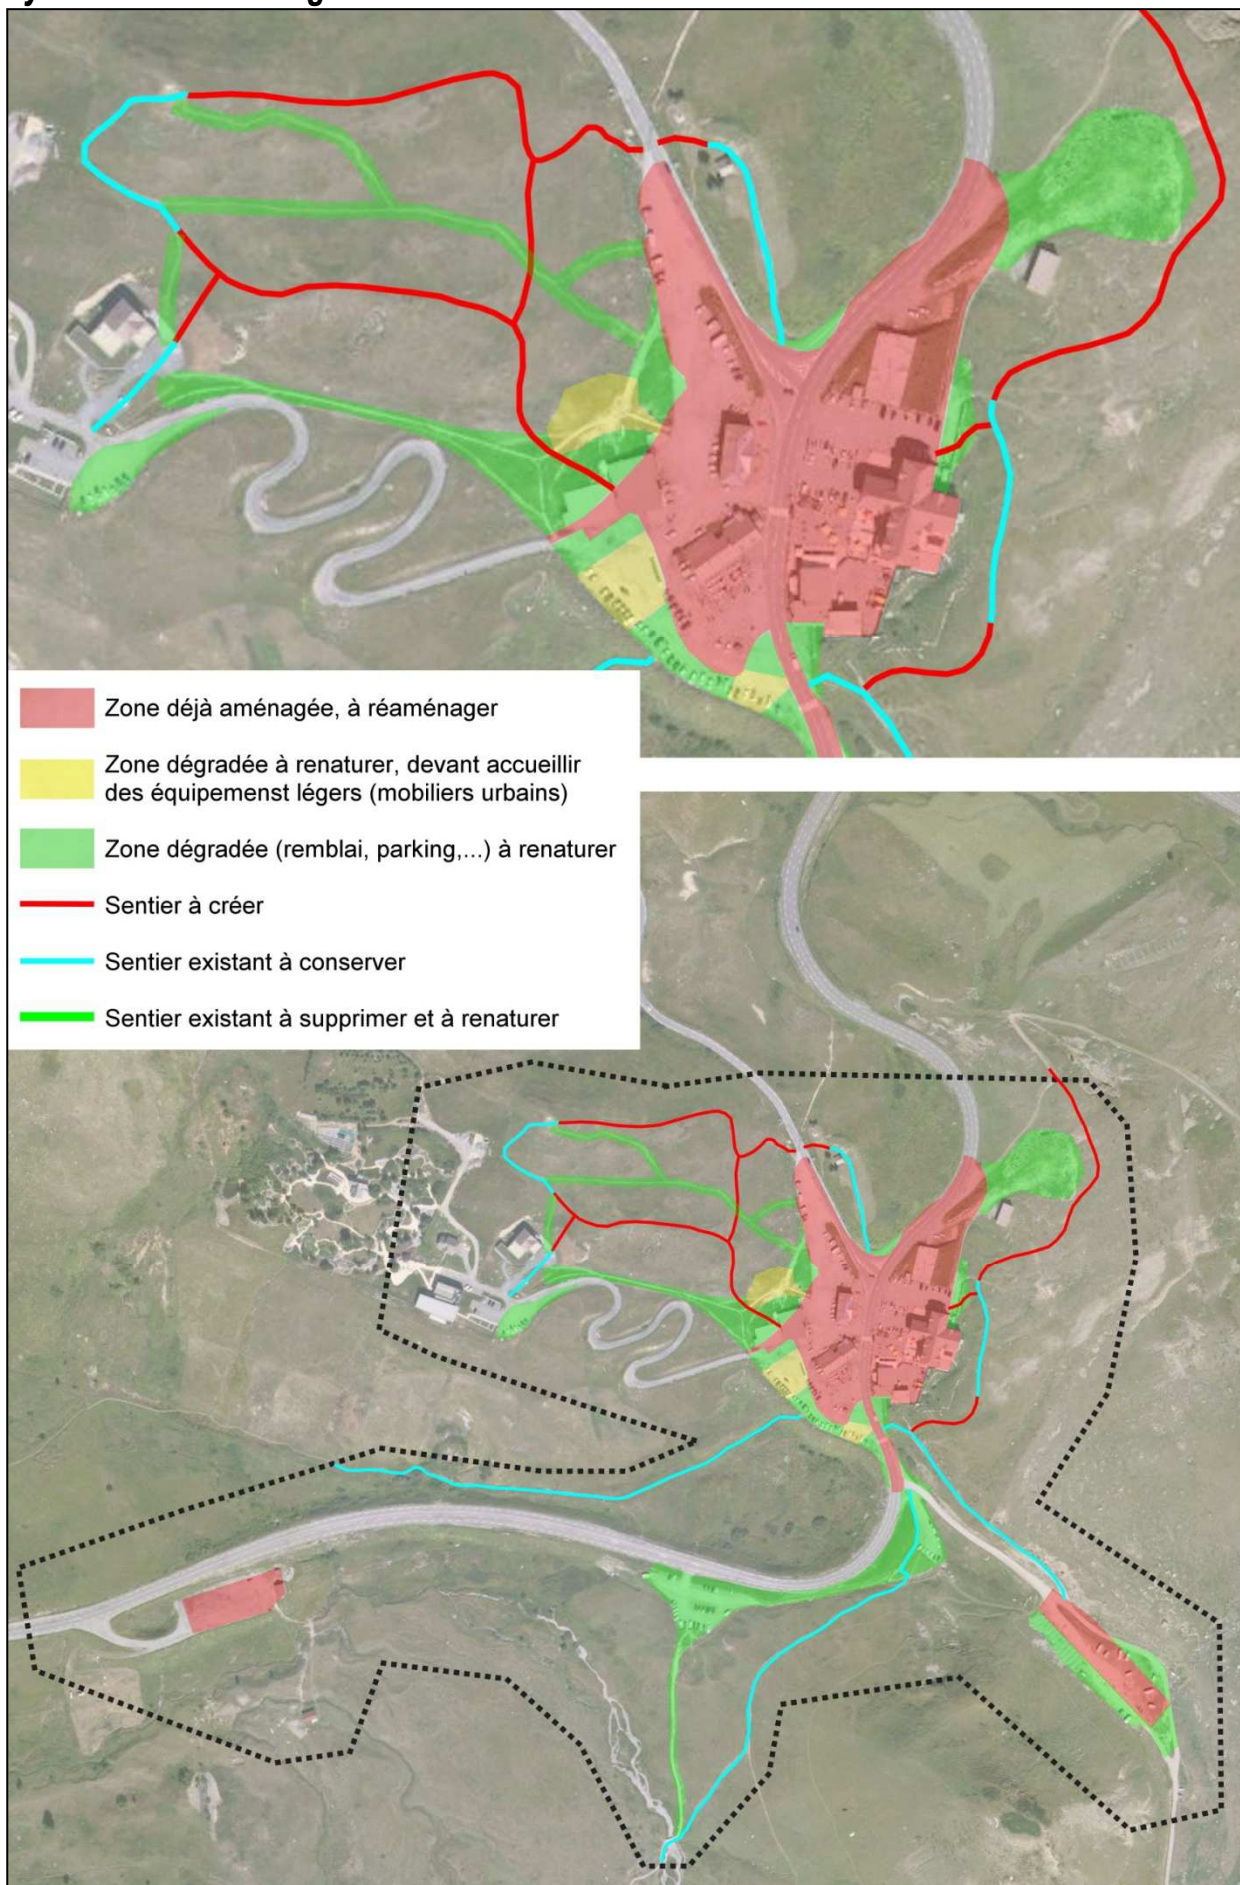 Zone déjà aménagée, à réaménager
Zone dégradée à renaturer, devant accueillir
des équipemenst légers (mobiliers urbains)
Zone dégradée (remblai, parking,...) à renaturer
Sentier à créer
Sentier existant à conserver
Sentier existant à supprimer et à renaturer